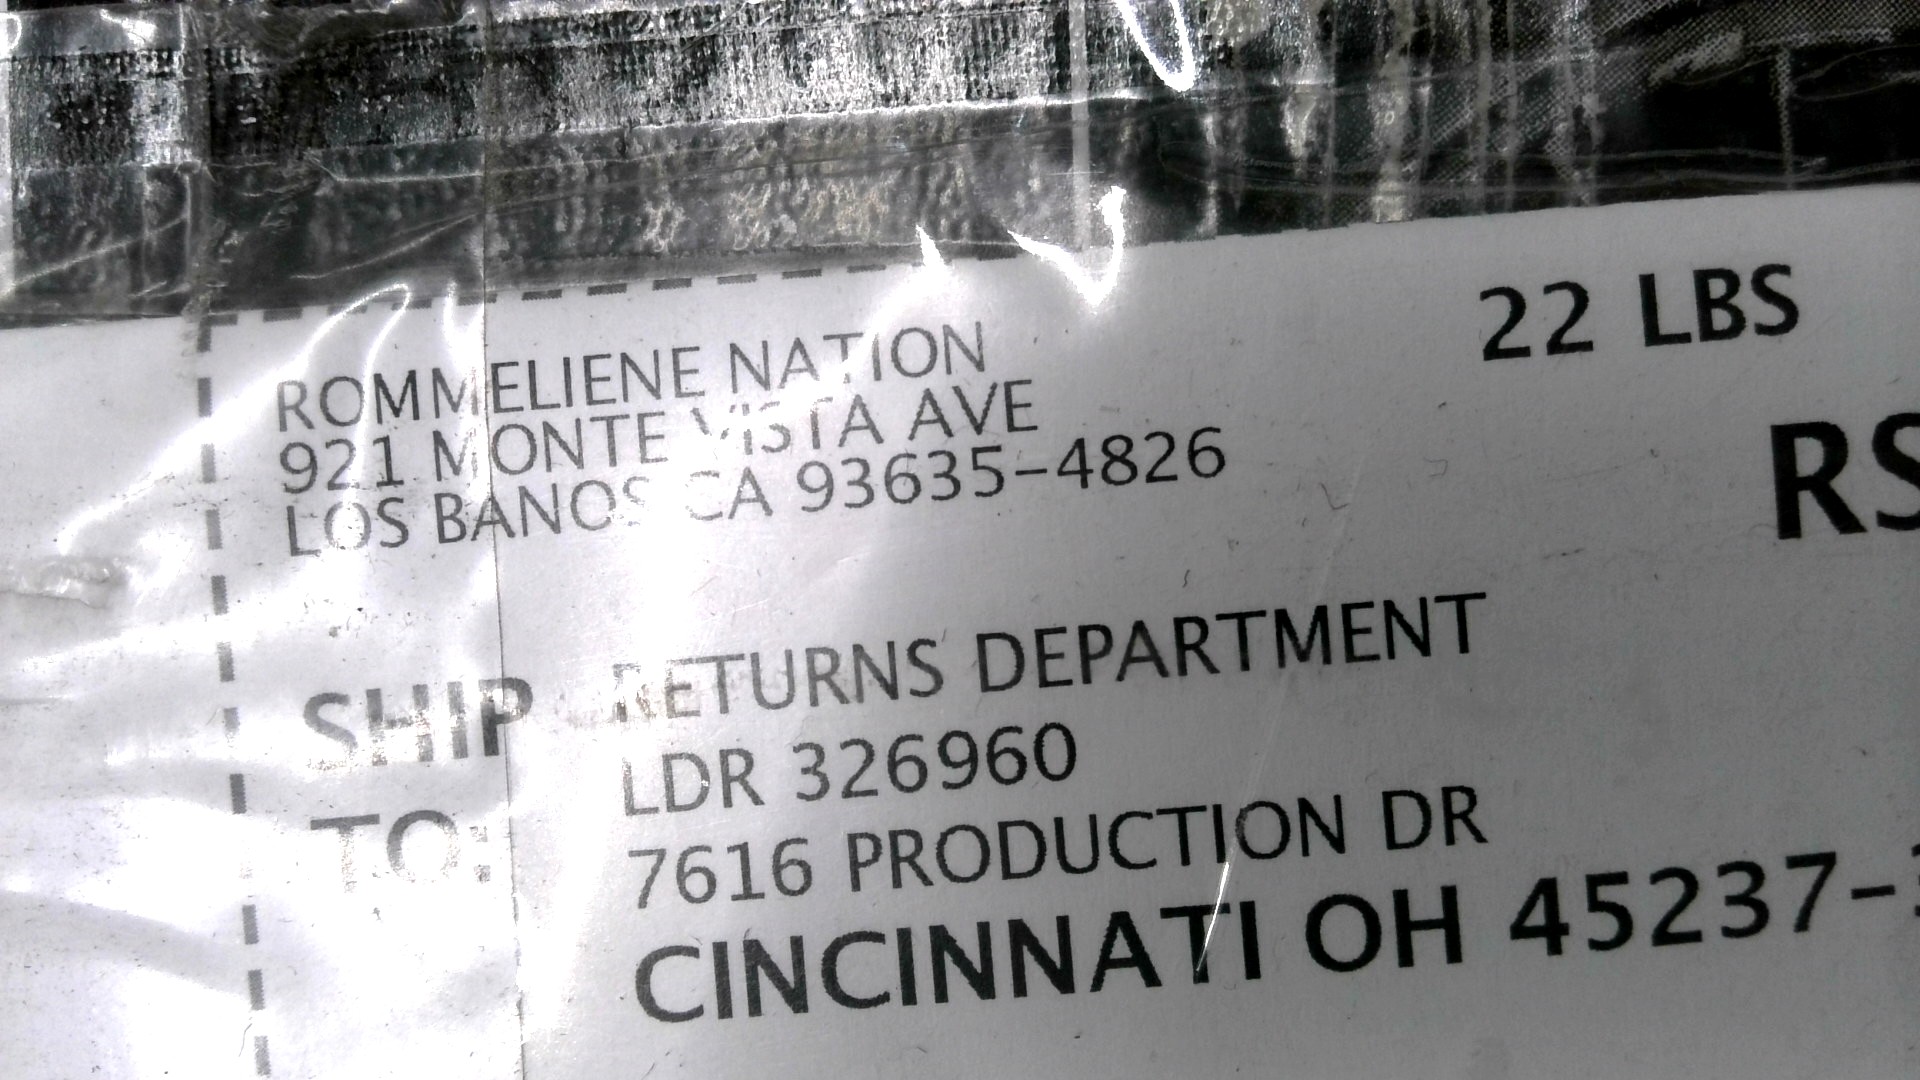 ROMMELIENE NATION
921 MONTE VISTA AVE
LOS BANOS CA 93635-4826
22 LBS
RS
SHIP
TO:
RETURNS DEPARTMENT
LDR 326960
7616 PRODUCTION DR
CINCINNATI OH 45237-